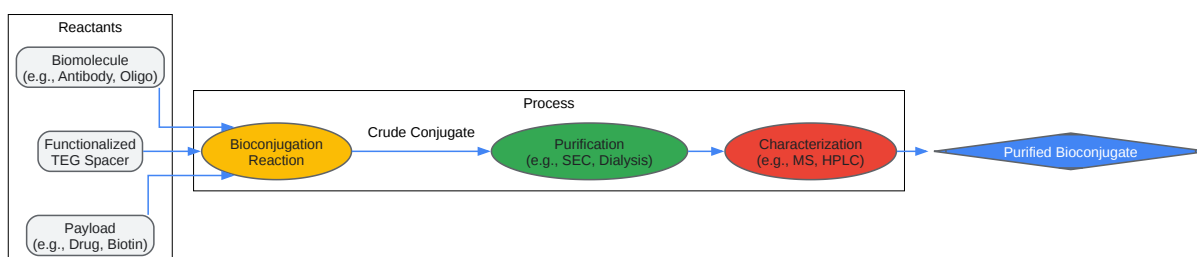 Reactants
Biomolecule
(e.g., Antibody, Oligo)
Functionalized
TEG Spacer
Payload
(e.g., Drug, Biotin)
Process
Bioconjugation
Reaction
Crude Conjugate
Purification
(e.g., SEC, Dialysis)
Characterization
(e.g., MS, HPLC)
Purified Bioconjugate